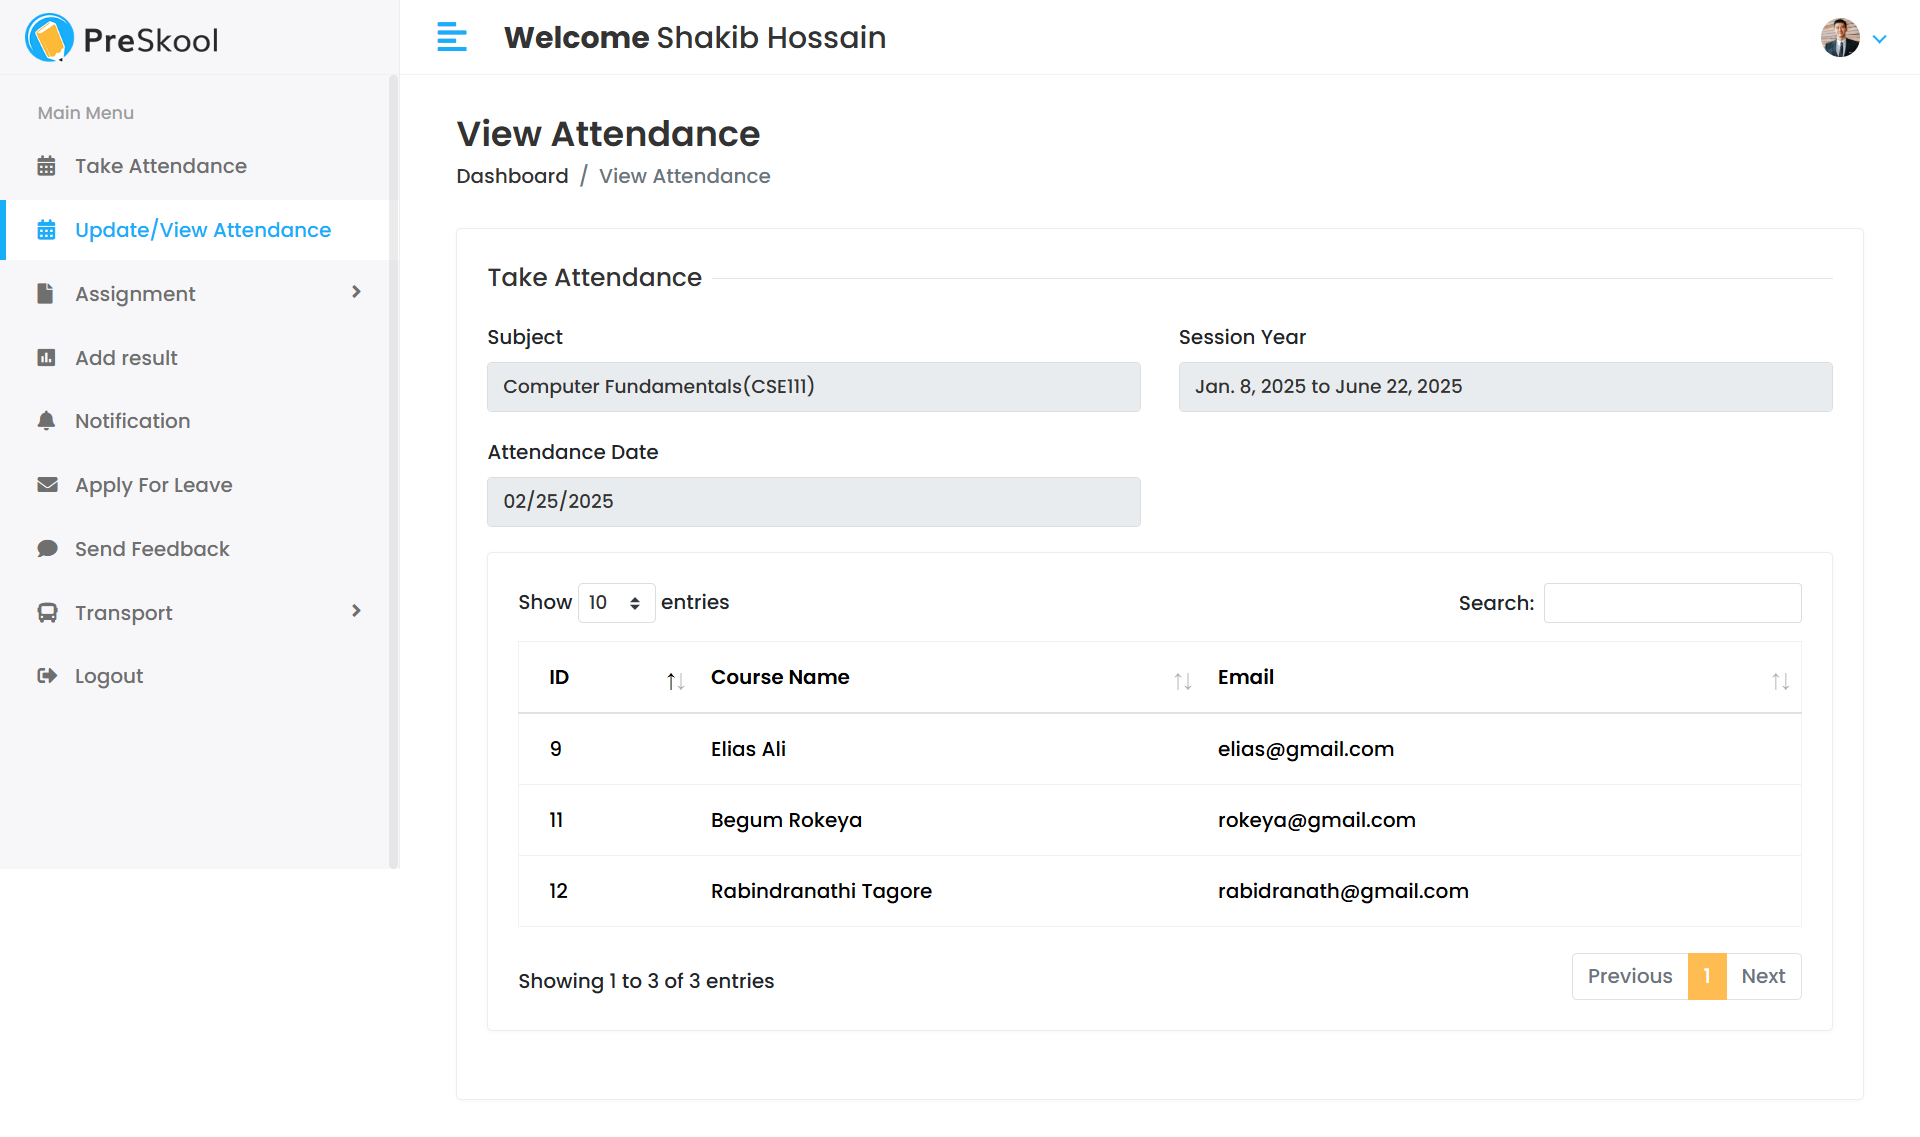 PreSkool
Welcome Shakib Hossain
Main Menu
Take Attendance
Update/View Attendance
Assignment
Add result
Notification
Apply For Leave
Send Feedback
Transport
Logout
View Attendance
Dashboard / View Attendance
Take Attendance
Subject
Session Year
Computer Fundamentals(CSE111)
Jan. 8, 2025 to June 22, 2025
Attendance Date
02/25/2025
Show 10 entries
Search:
ID Course Name Email
9 Elias Ali elias@gmail.com
11 Begum Rokeya rokeya@gmail.com
12 Rabindranathi Tagore rabidranath@gmail.com
Showing 1 to 3 of 3 entries
Previous 1 Next